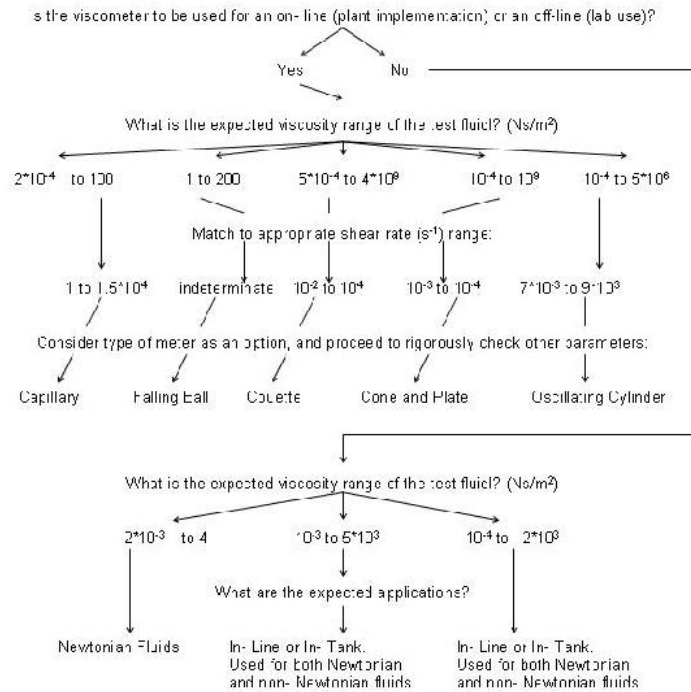 Is the viscometer to be used for an on- line (plant implementation) or an off-line (lab use)?
Yes No
What is the expected viscosity range of the test fluid? (Ns/m²)
2*10⁻⁴ to 100 1 to 200 5*10⁻⁴ to 4*10⁹ 10⁻⁴ to 10⁹ 10⁻⁴ to 5*10⁶
Match to appropriate shear rate (s⁻¹) range:
1 to 1.5*10⁴ indeterminate 10⁻² to 10⁴ 10⁻³ to 10⁻⁴ 7*10⁻³ to 9*10³
Consider type of meter as an option, and proceed to rigorously check other parameters:
Capillary Falling Ball Couette Cone and Plate Oscillating Cylinder
What is the expected viscosity range of the test fluid? (Ns/m²)
2*10⁻³ to 4 10⁻³ to 5*10³ 10⁻⁴ to 2*10³
What are the expected applications?
Newtonian Fluids In- Line or In- Tank. In- Line or In- Tank.
Used for both Newtonian Used for both Newtonian
and non- Newtonian fluids and non- Newtonian fluids